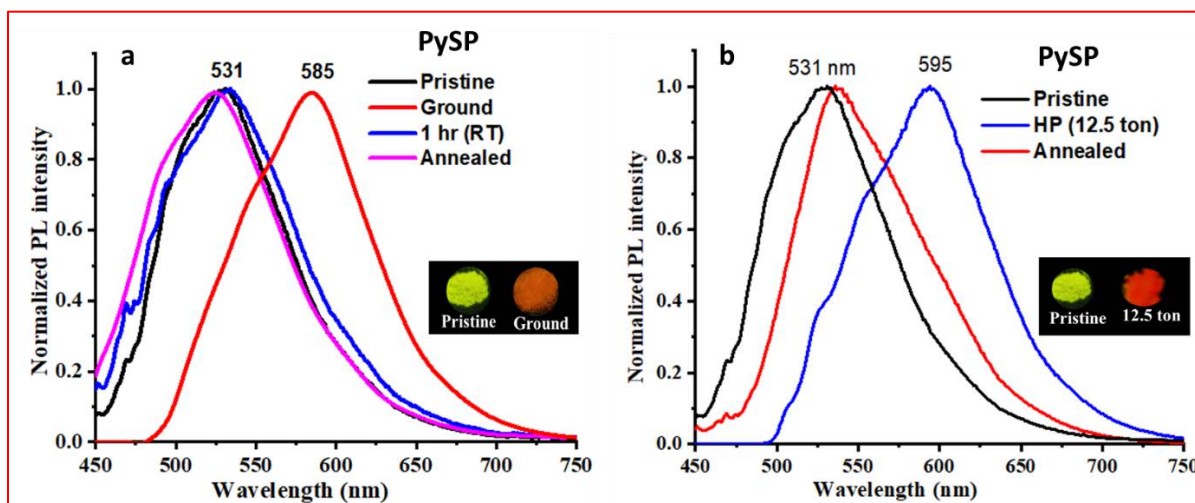 a
PySP
531
585
Pristine
Ground
1 hr (RT)
Annealed
Normalized PL intensity
1.0
0.8
0.6
0.4
0.2
0.0
Pristine
Ground
450
500
550
600
650
700
750
Wavelength (nm)
b
PySP
531 nm
595
Pristine
HP (12.5 ton)
Annealed
Normalized PL intensity
1.0
0.8
0.6
0.4
0.2
0.0
Pristine
12.5 ton
450
500
550
600
650
700
750
Wavelength (nm)